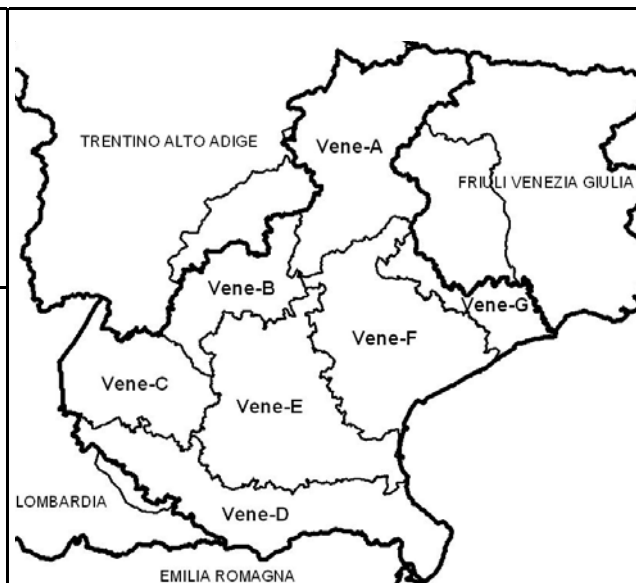 Vene-A
TRENTINO ALTO ADIGE
FRIULI VENEZIA GIULIA
Vene-B
Vene-G
Vene-F
Vene-C
Vene-E
LOMBARDIA
Vene-D
EMILIA ROMAGNA